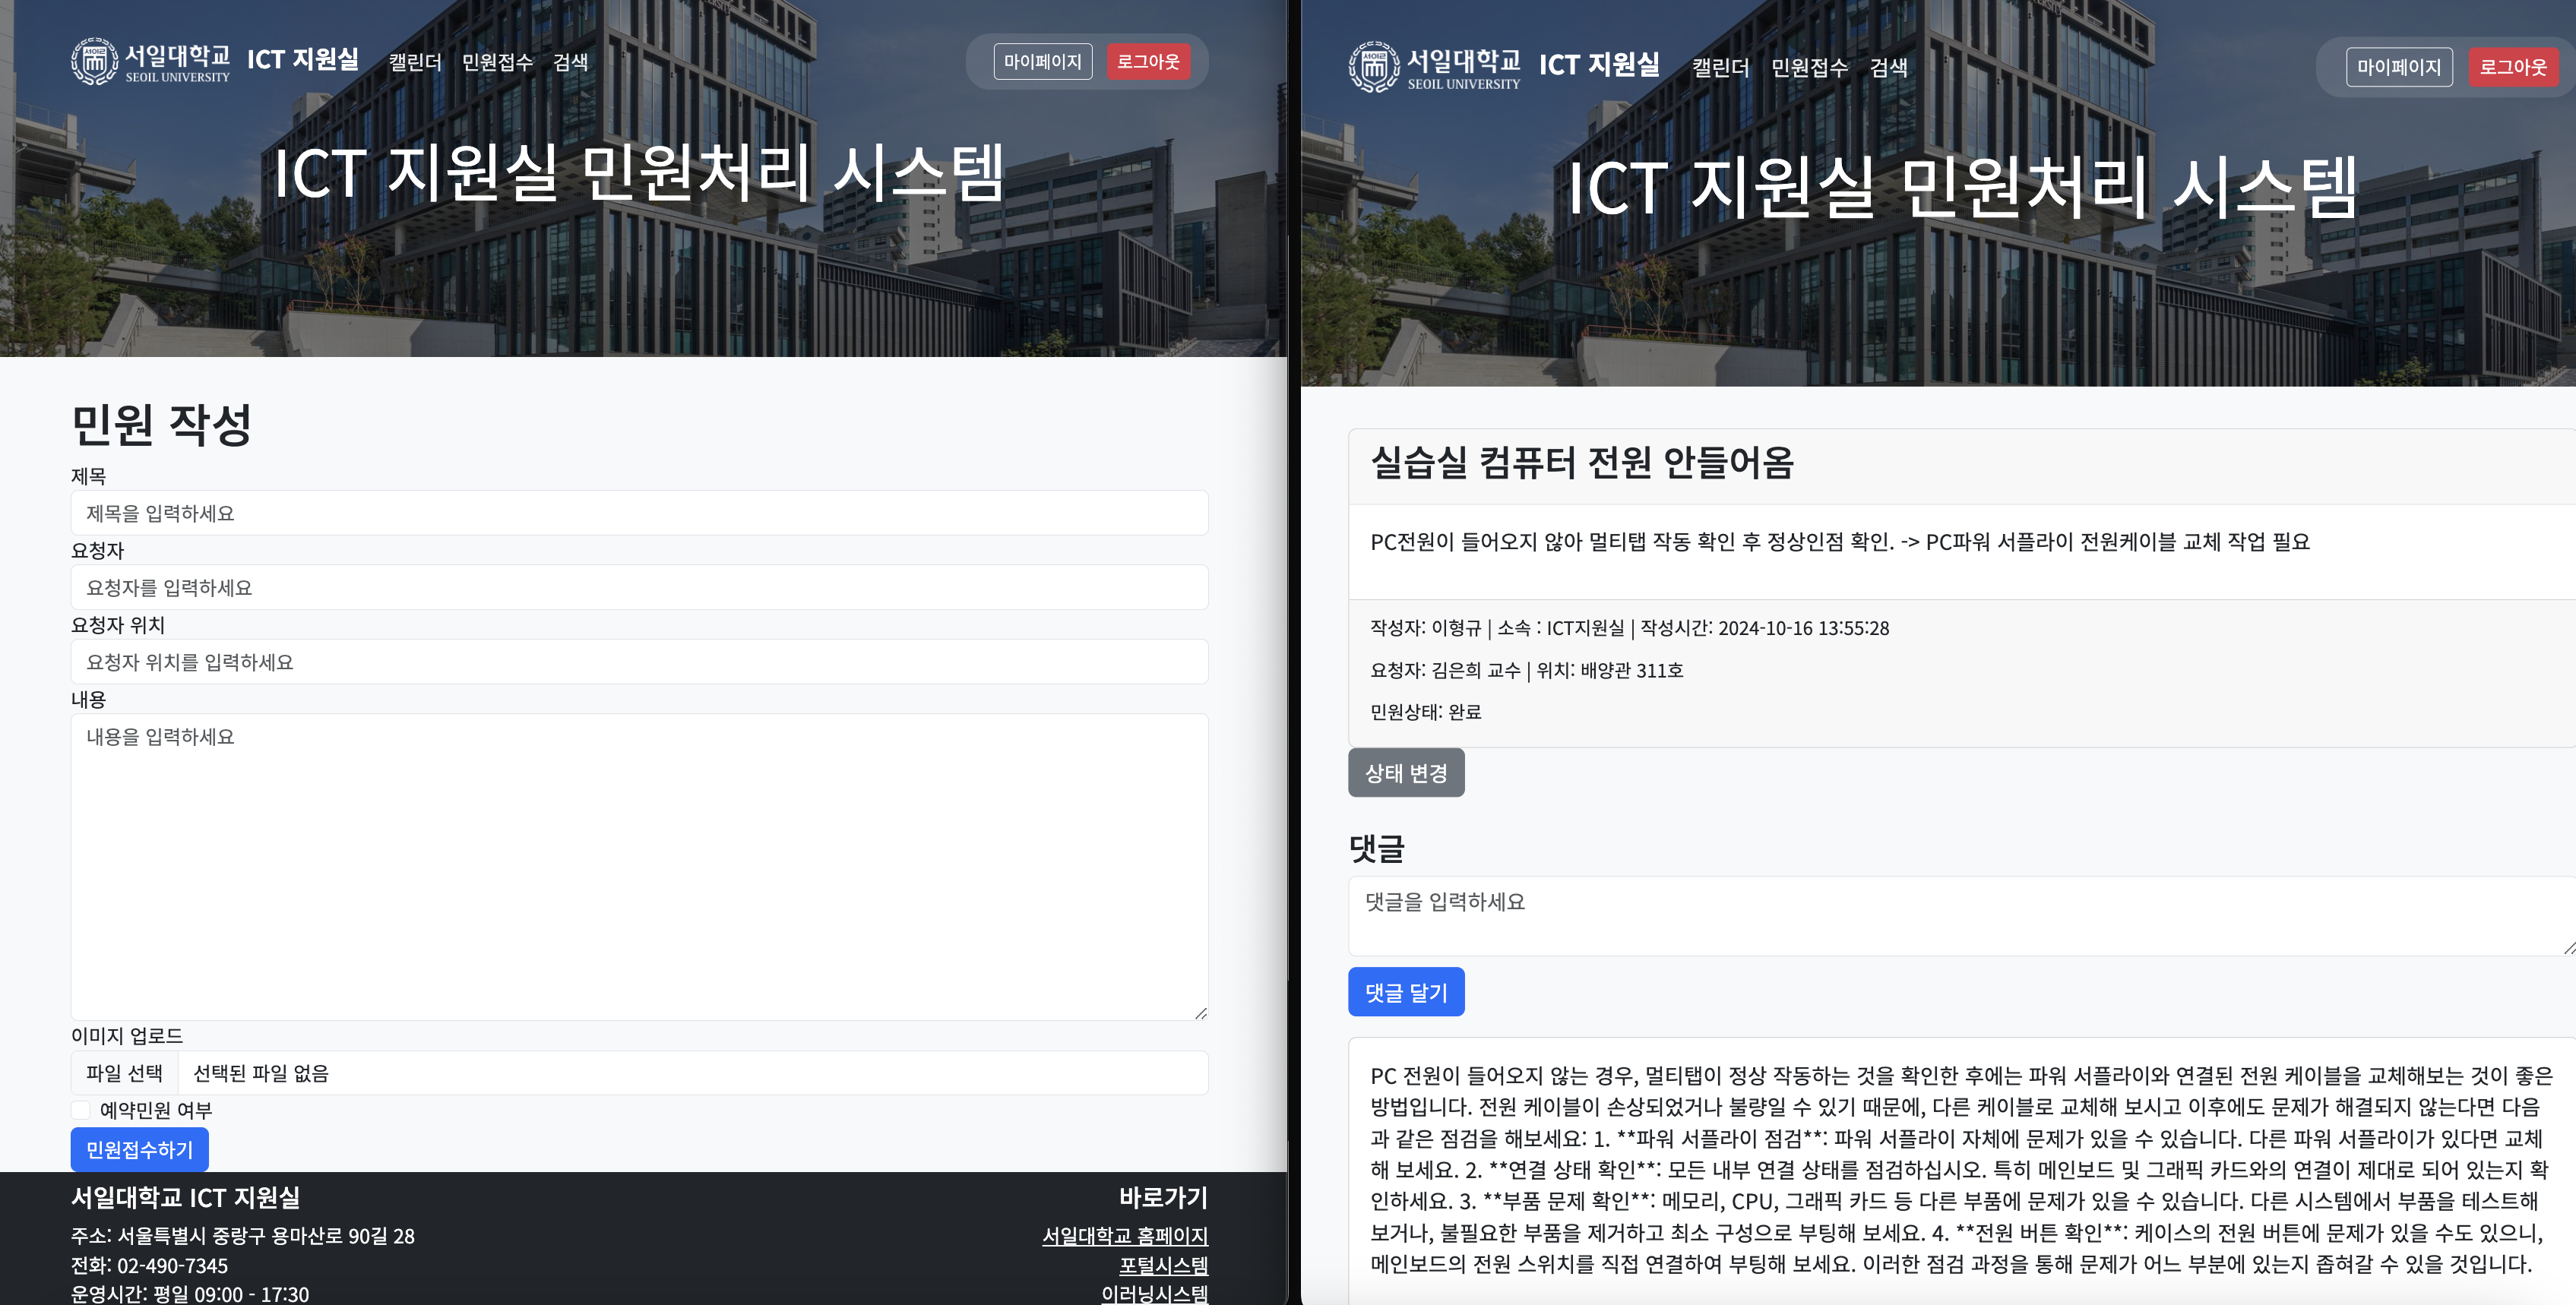 서일대학교
SEOIL UNIVERSITY
ICT 지원실 캘린더 민원접수 검색
마이페이지 로그아웃
ICT 지원실 민원처리 시스템
민원 작성
제목
제목을 입력하세요
요청자
요청자를 입력하세요
요청자 위치
요청자 위치를 입력하세요
내용
내용을 입력하세요
이미지 업로드
파일 선택 선택된 파일 없음
예약민원 여부
민원접수하기
서일대학교 ICT 지원실
주소: 서울특별시 중랑구 용마산로 90길 28
전화: 02-490-7345
운영시간: 평일 09:00 - 17:30
바로가기
서일대학교 홈페이지
포털시스템
이러닝시스템
서일대학교
SEOIL UNIVERSITY
ICT 지원실 캘린더 민원접수 검색
마이페이지 로그아웃
ICT 지원실 민원처리 시스템
실습실 컴퓨터 전원 안들어옴
PC전원이 들어오지 않아 멀티탭 작동 확인 후 정상인점 확인. -> PC파워 서플라이 전원케이블 교체 작업 필요
작성자: 이형규 | 소속 : ICT지원실 | 작성시간: 2024-10-16 13:55:28
요청자: 김은희 교수 | 위치: 배양관 311호
민원상태: 완료
상태 변경
댓글
댓글을 입력하세요
댓글 달기
PC 전원이 들어오지 않는 경우, 멀티탭이 정상 작동하는 것을 확인한 후에는 파워 서플라이와 연결된 전원 케이블을 교체해보는 것이 좋은
방법입니다. 전원 케이블이 손상되었거나 불량일 수 있기 때문에, 다른 케이블로 교체해 보시고 이후에도 문제가 해결되지 않는다면 다음
과 같은 점검을 해보세요: 1. **파워 서플라이 점검**: 파워 서플라이 자체에 문제가 있을 수 있습니다. 다른 파워 서플라이가 있다면 교체
해 보세요. 2. **연결 상태 확인**: 모든 내부 연결 상태를 점검하십시오. 특히 메인보드 및 그래픽 카드와의 연결이 제대로 되어 있는지 확
인하세요. 3. **부품 문제 확인**: 메모리, CPU, 그래픽 카드 등 다른 부품에 문제가 있을 수 있습니다. 다른 시스템에서 부품을 테스트해
보거나, 불필요한 부품을 제거하고 최소 구성으로 부팅해 보세요. 4. **전원 버튼 확인**: 케이스의 전원 버튼에 문제가 있을 수도 있으니,
메인보드의 전원 스위치를 직접 연결하여 부팅해 보세요. 이러한 점검 과정을 통해 문제가 어느 부분에 있는지 좁혀갈 수 있을 것입니다.